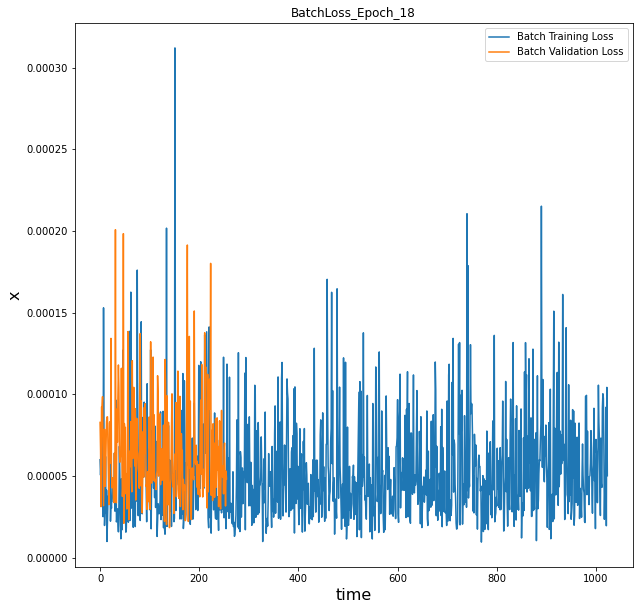 BatchLoss_Epoch_18
Batch Training Loss
Batch Validation Loss
0.00030
0.00025
0.00020
0.00015
0.00010
0.00005
0.00000
x
0 200 400 600 800 1000
time